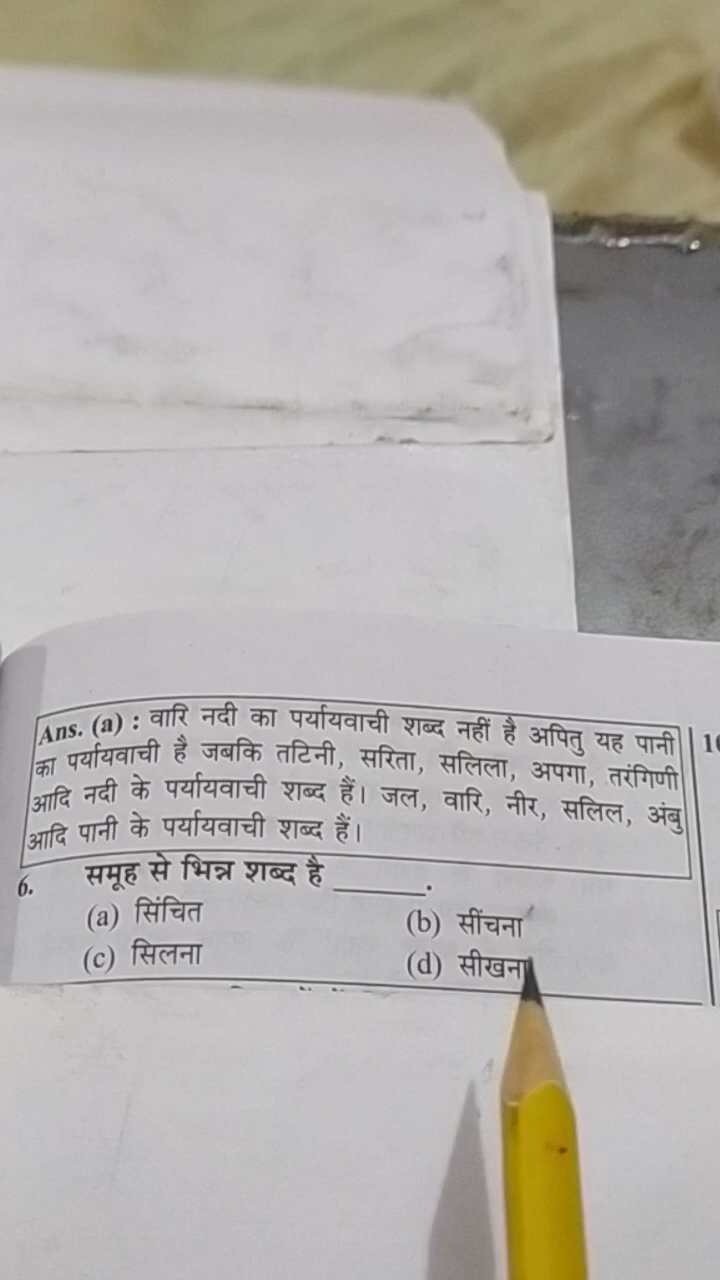 Ans. (a) : वारि नदी का पर्यायवाची शब्द नहीं है अपितु यह पानी
का पर्यायवाची है जबकि तटिनी, सरिता, सलिला, अपगा, तरंगिणी
आदि नदी के पर्यायवाची शब्द हैं। जल, वारि, नीर, सलिल, अंबु
आदि पानी के पर्यायवाची शब्द हैं।
6. समूह से भिन्न शब्द है ______.
(a) सिंचित (b) सींचना
(c) सिलना (d) सीखना